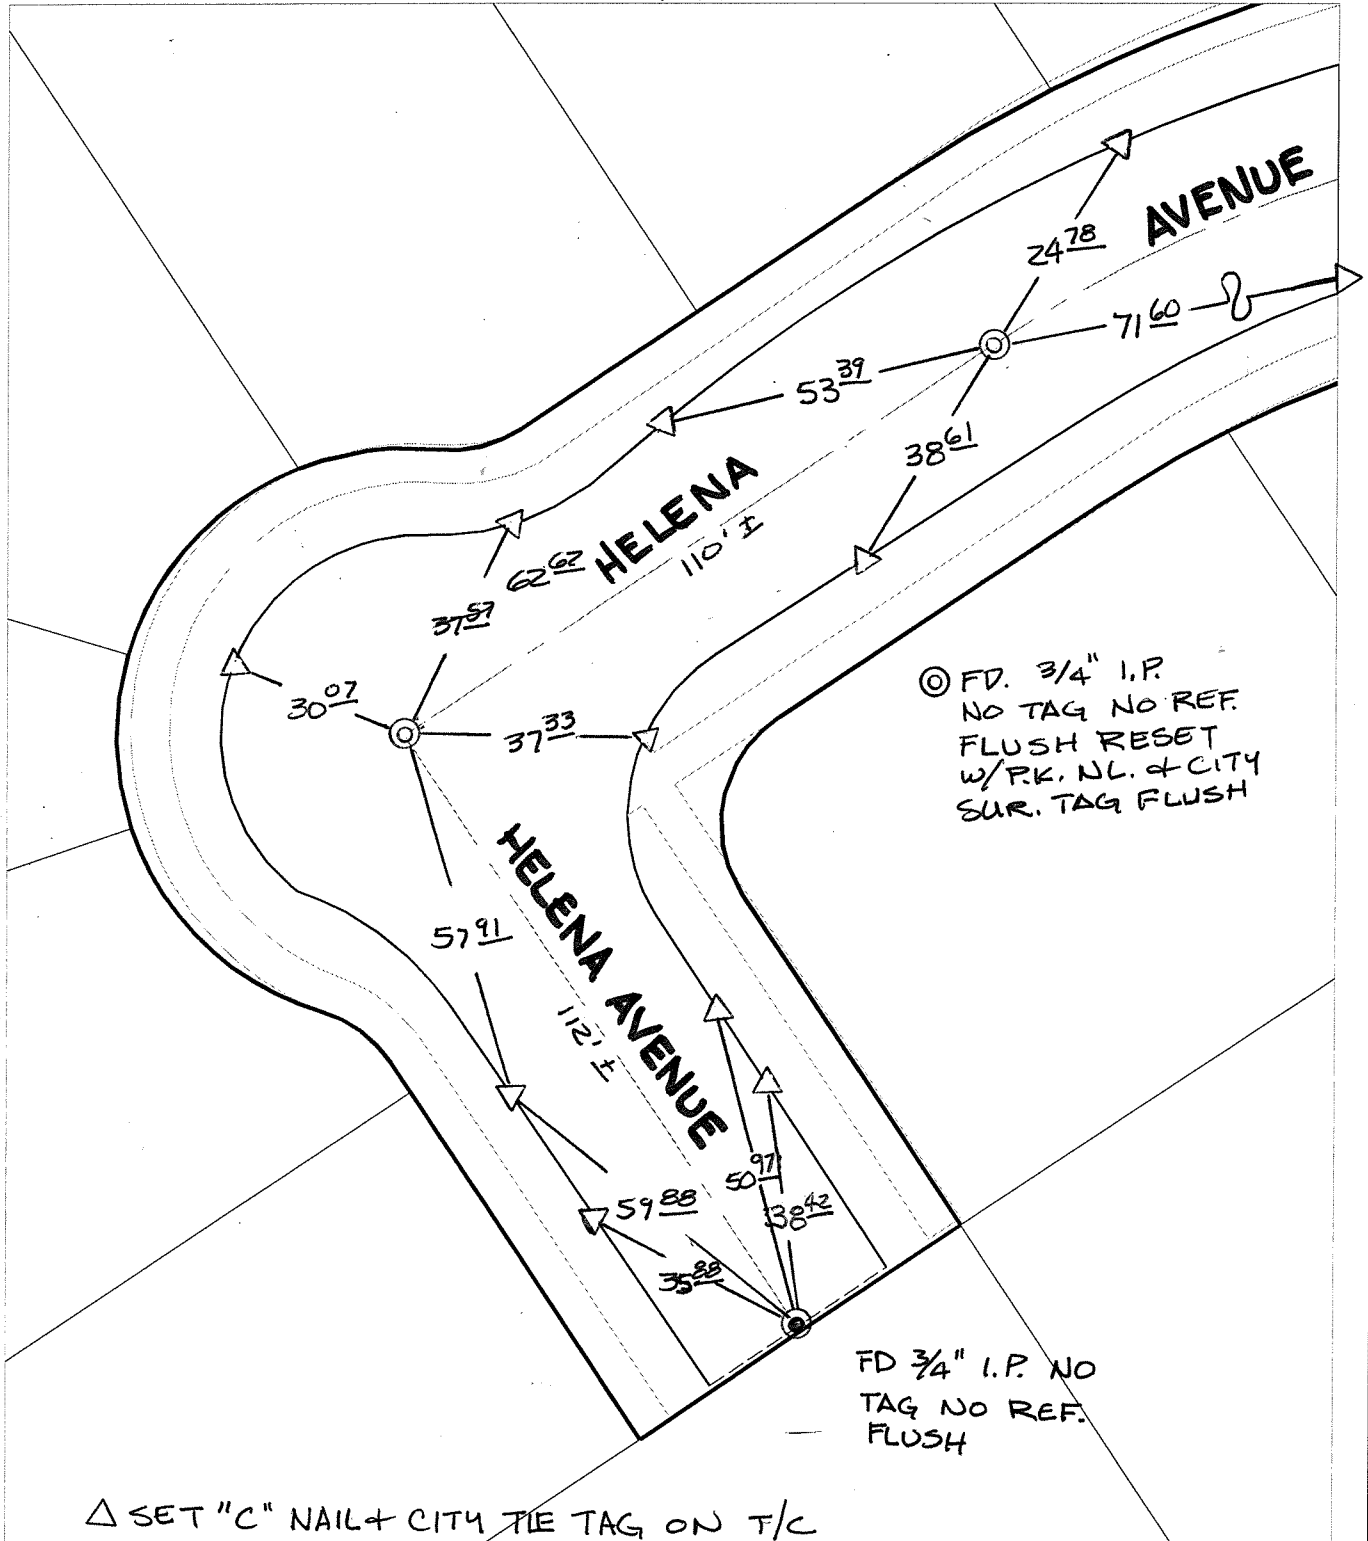 AVENUE
24 78
71 60
53 39
38 61
HELENA
110' ±
62 62
37 57
30 07
37 33
◎ FD. 3/4" I.P.
NO TAG NO REF.
FLUSH RESET
W/P.K. NL. & CITY
SUR. TAG FLUSH
HELENA AVENUE
112' ±
57 91
50 97
38 42
59 88
35 88
FD 3/4" I.P. NO
TAG NO REF.
FLUSH
△ SET "C" NAIL & CITY TIE TAG ON T/C